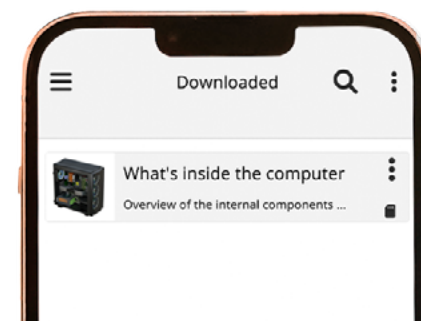 Downloaded
What's inside the computer
Overview of the internal components ...